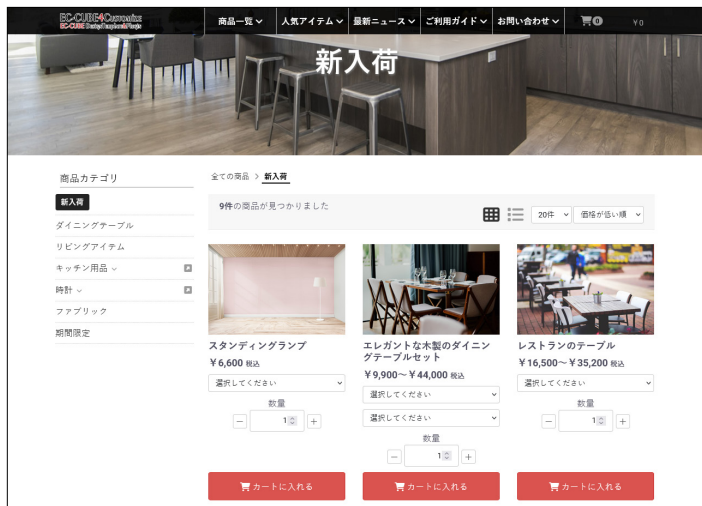 EC-CUBE4Customize
EC-CUBE Design Template & Plugin
商品一覧
人気アイテム
最新ニュース
ご利用ガイド
お問い合わせ
0
￥0
新入荷
商品カテゴリ
新入荷
ダイニングテーブル
リビングアイテム
キッチン用品
時計
ファブリック
期間限定
全ての商品 > 新入荷
9件の商品が見つかりました
20件
価格が低い順
スタンディングランプ
￥6,600 税込
選択してください
数量
− 1 +
カートに入れる
エレガントな木製のダイニン
グテーブルセット
￥9,900～￥44,000 税込
選択してください
選択してください
数量
− 1 +
カートに入れる
レストランのテーブル
￥16,500～￥35,200 税込
選択してください
数量
− 1 +
カートに入れる